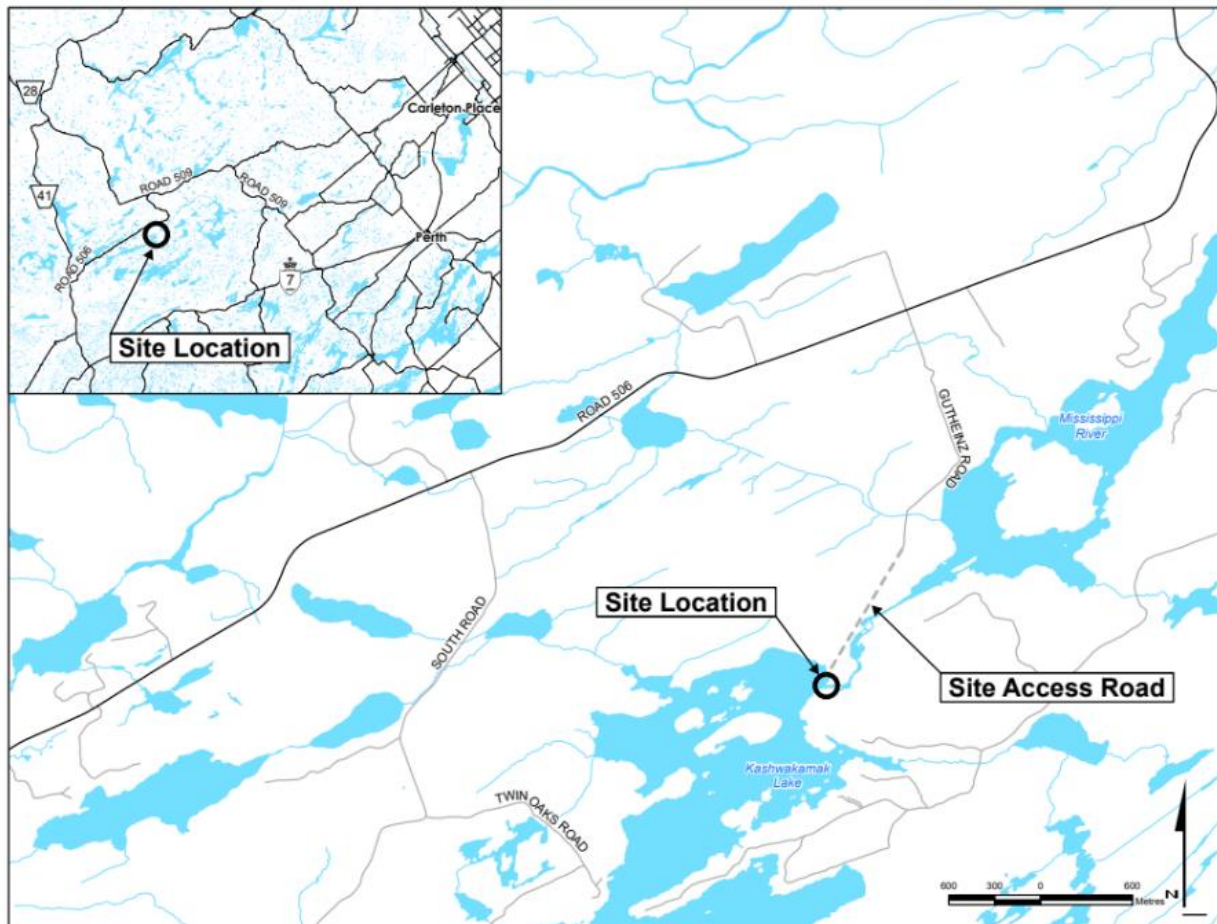 28
Carleton Place
ROAD 509
ROAD 509
41
Perth
ROAD 506
7
Site Location
ROAD 506
GUTHEINZ ROAD
Mississippi
River
Site Location
SOUTH ROAD
Site Access Road
Kashwakamak
Lake
TWIN OAKS ROAD
600 300 0 600
Metres
N